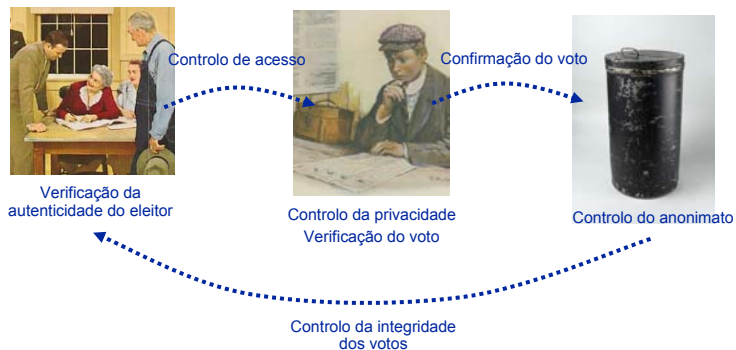 Controlo de acesso
Confirmação do voto
Verificação da
autenticidade do eleitor
Controlo da privacidade
Verificação do voto
Controlo do anonimato
Controlo da integridade
dos votos